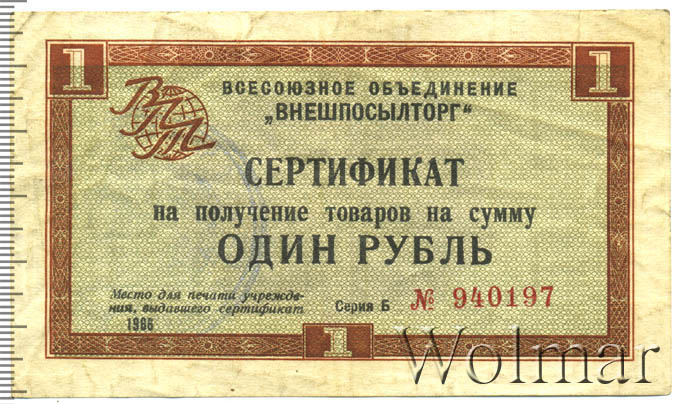 1 1
ВПТ
ВСЕСОЮЗНОЕ ОБЪЕДИНЕНИЕ
„ВНЕШПОСЫЛТОРГ“
СЕРТИФИКАТ
на получение товаров на сумму
ОДИН РУБЛЬ
Место для печати учрежде-
ния, выдавшего сертификат
1966
Серия Б № 940197
1
Wolmar